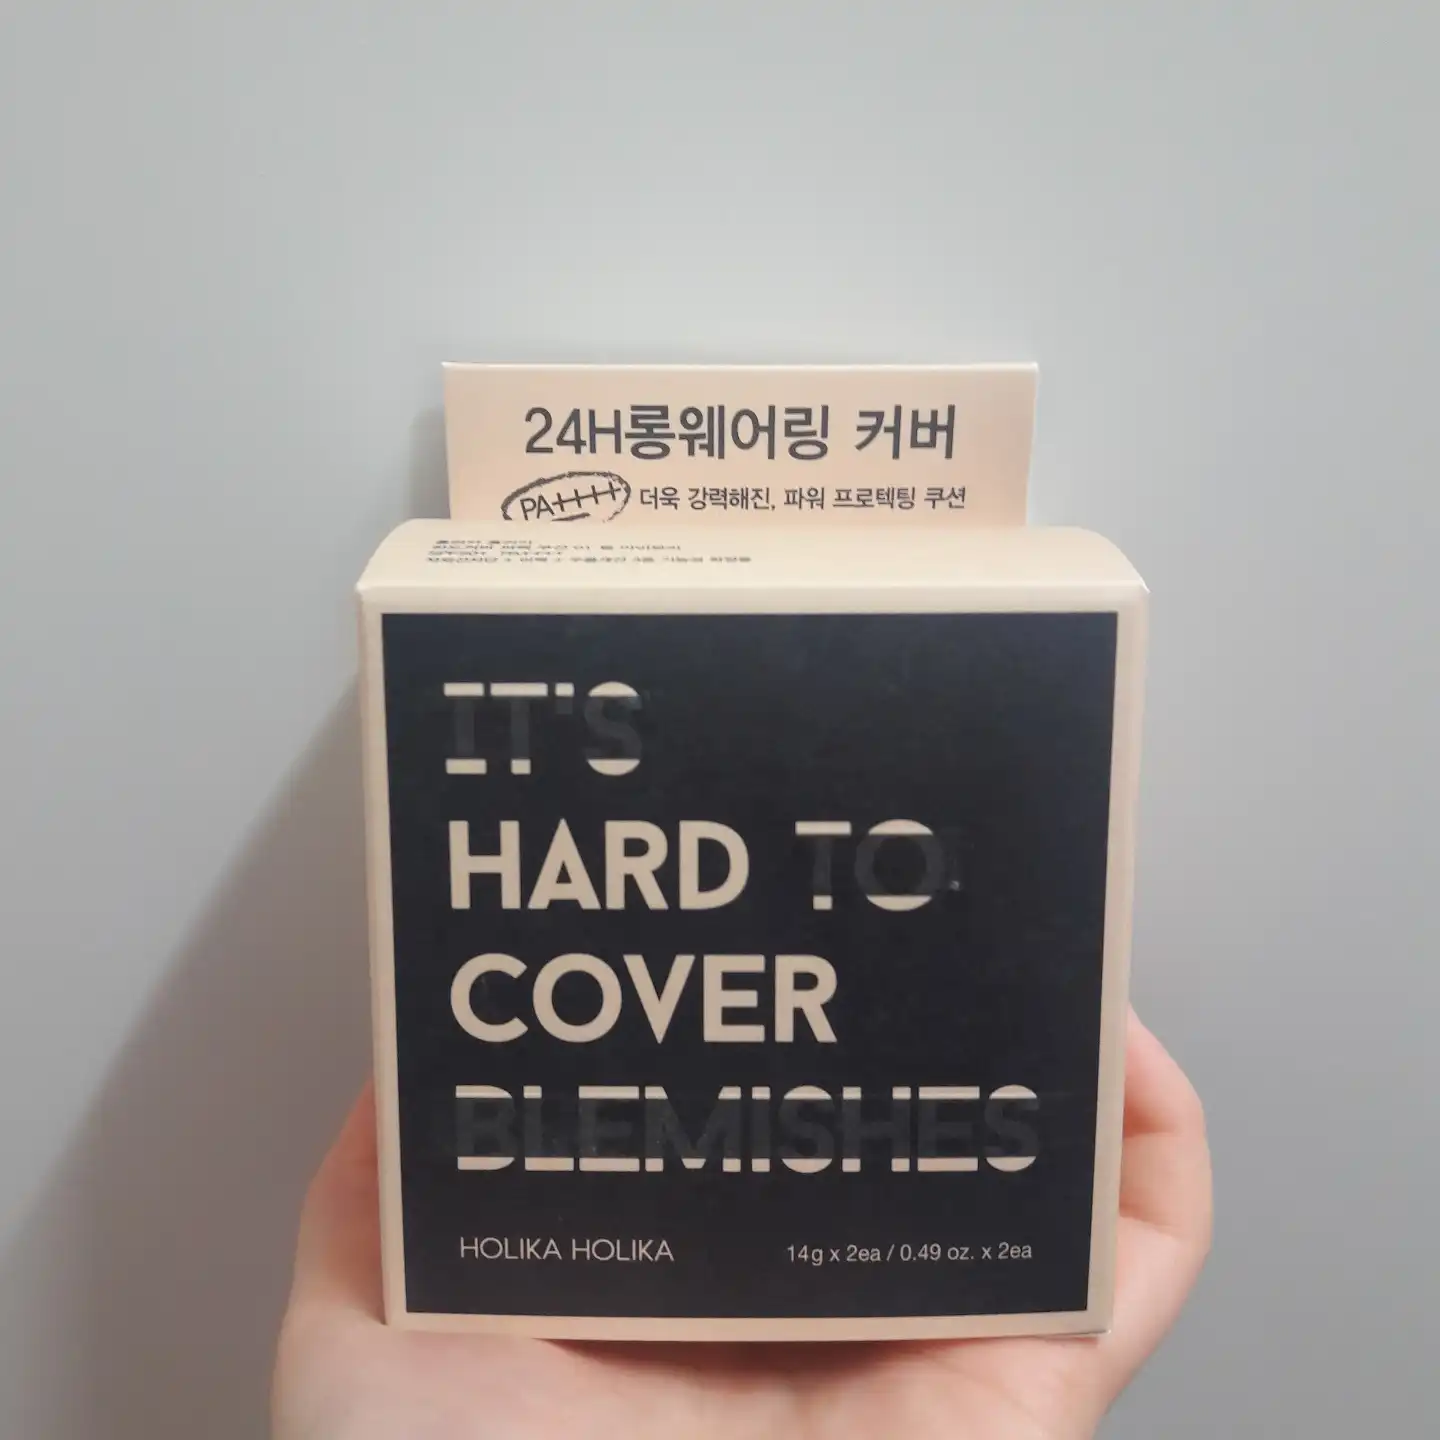 24H롱웨어링 커버
PA++++ 더욱 강력해진, 파워 프로텍팅 쿠션
IT'S
HARD TO
COVER
BLEMISHES
HOLIKA HOLIKA
14g x 2ea / 0.49 oz. x 2ea